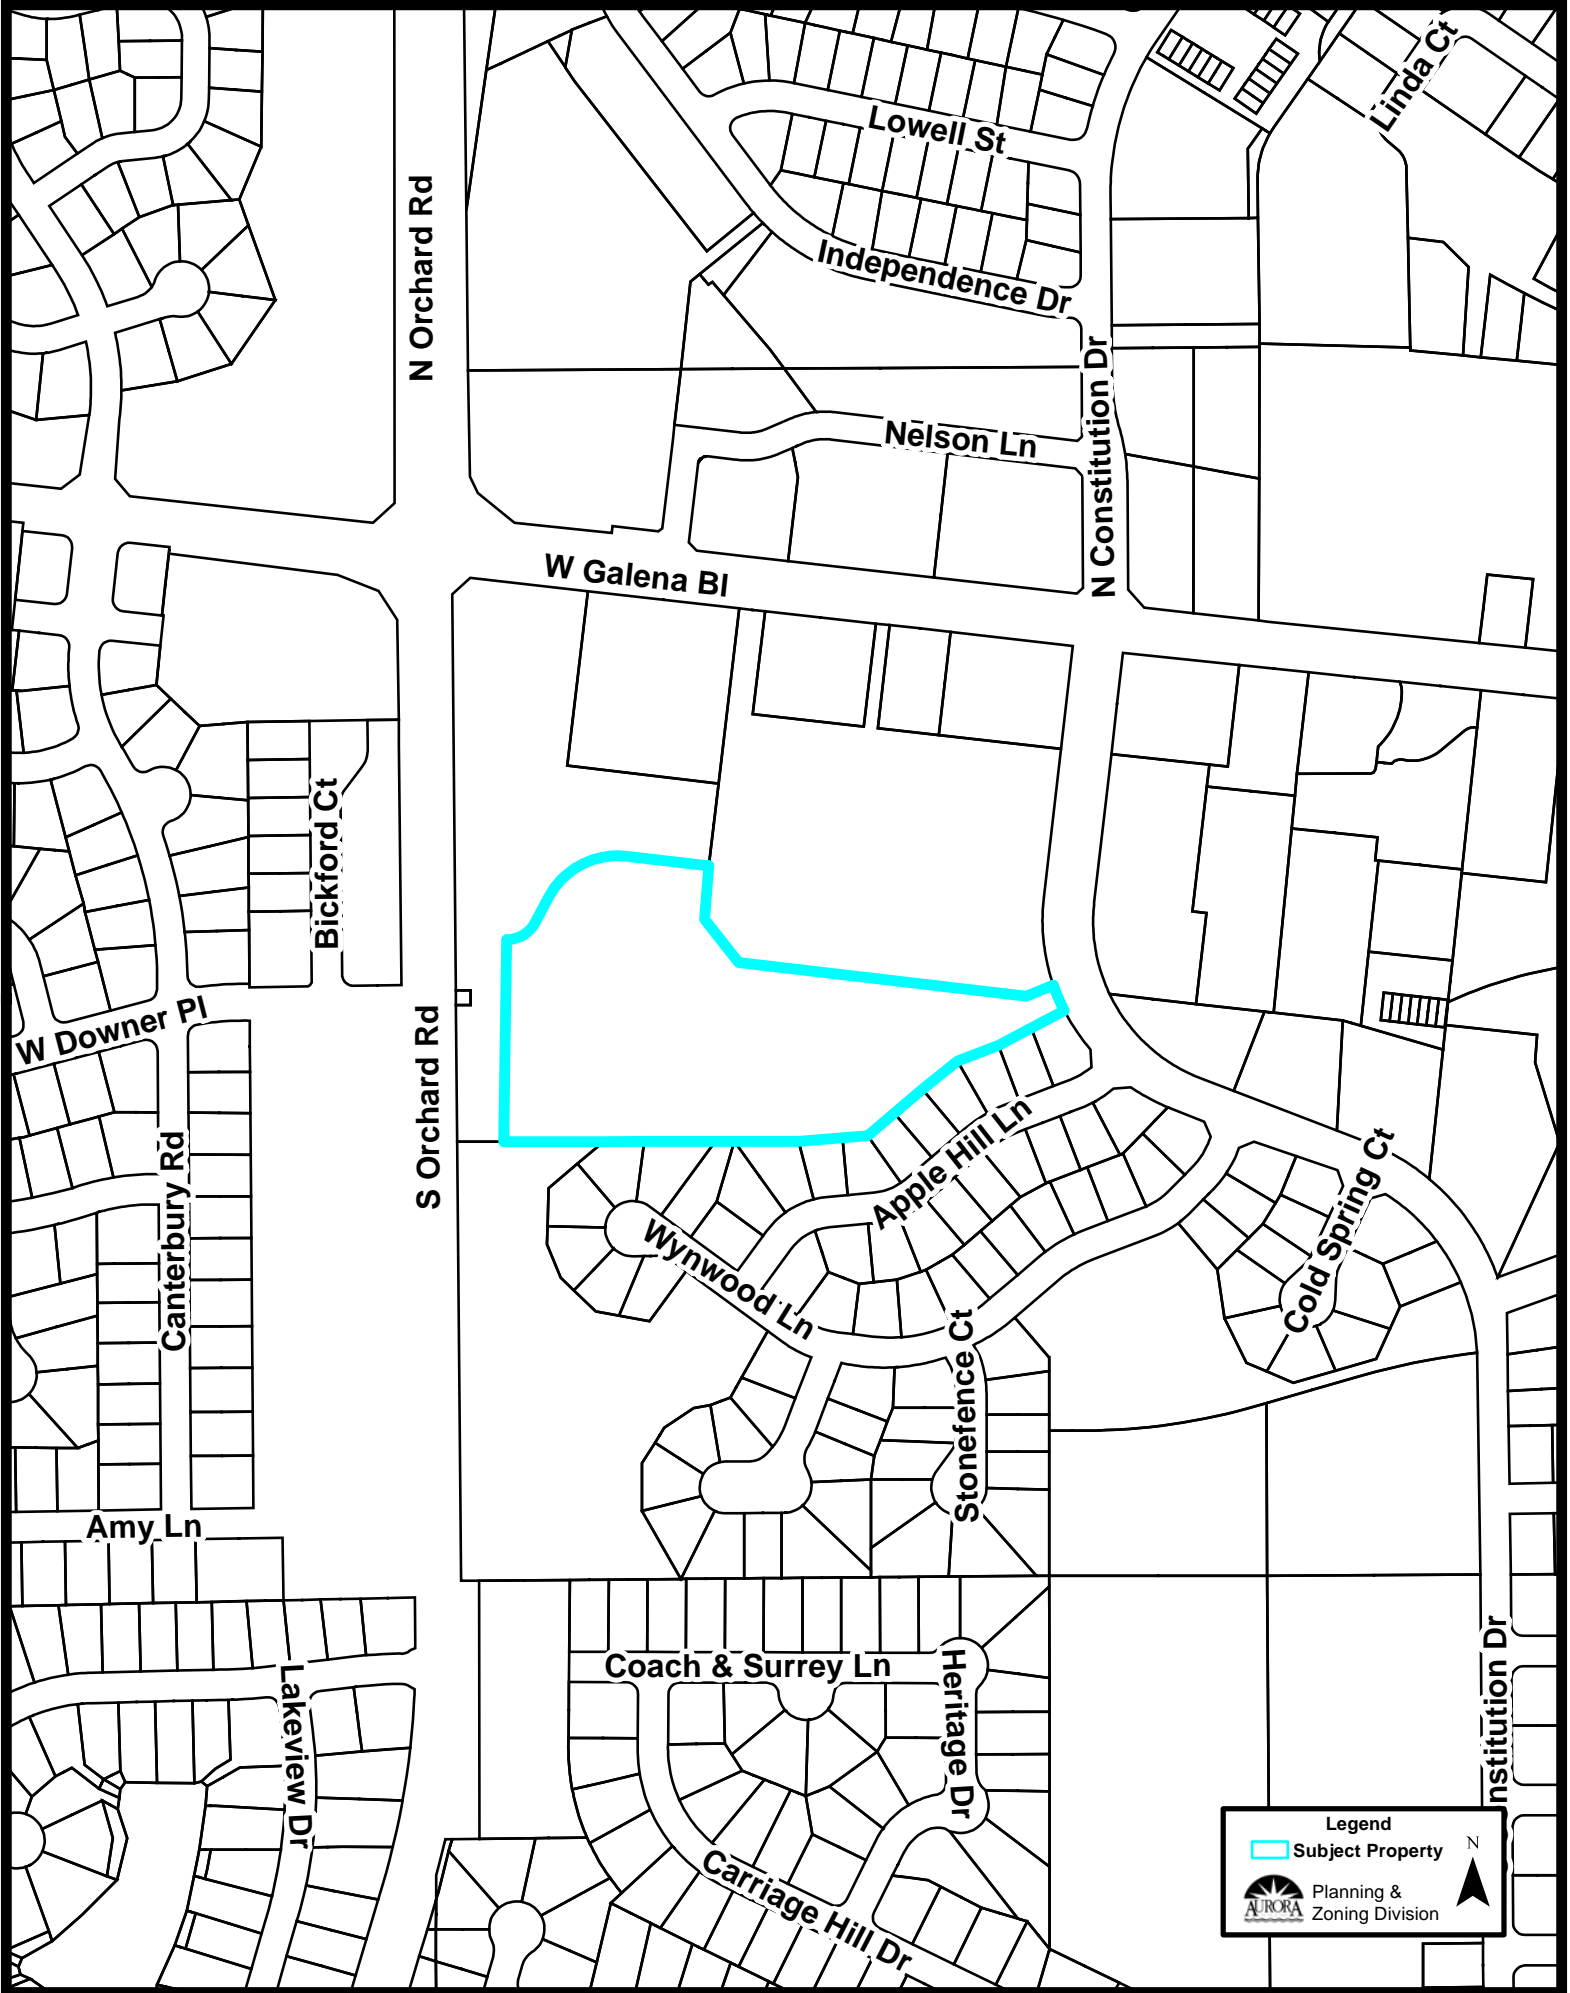 Linda Ct
Lowell St
N Orchard Rd
Independence Dr
N Constitution Dr
Nelson Ln
W Galena Bl
Bickford Ct
W Downer Pl
S Orchard Rd
Apple Hill Ln
Canterbury Rd
Cold Spring Ct
Wynwood Ln
Stonefence Ct
Amy Ln
Coach & Surrey Ln
Heritage Dr
Lakeview Dr
nstitution Dr
Carriage Hill Dr
Legend
Subject Property
N
AURORA
Planning &
Zoning Division